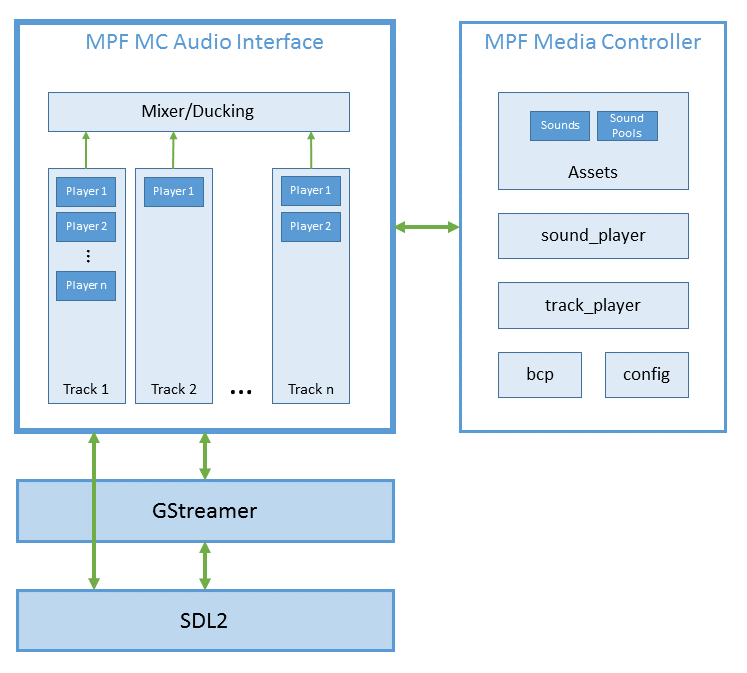 MPF MC Audio Interface
Mixer/Ducking
Player 1
Player 2
⋮
Player n
Track 1
Player 1
Track 2
...
Player 1
Player 2
Track n
MPF Media Controller
Sounds
Sound
Pools
Assets
sound_player
track_player
bcp
config
GStreamer
SDL2